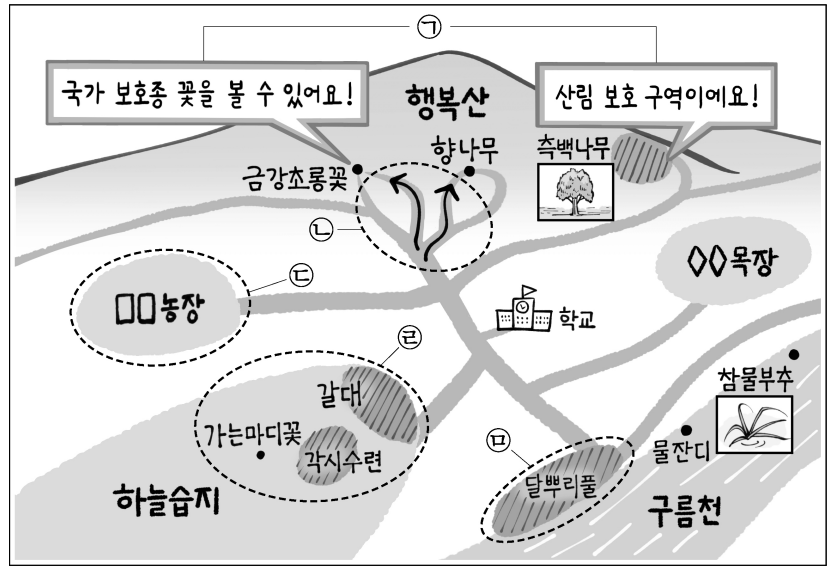 ㉠
국가 보호종 꽃을 볼 수 있어요!
산림 보호 구역이에요!
행복산
향나무
측백나무
금강초롱꽃
㉡
㉢
□□농장
◇◇목장
학교
㉣
갈대
가는마디꽃
각시수련
하늘습지
㉤
달뿌리풀
참물부추
물잔디
구름천